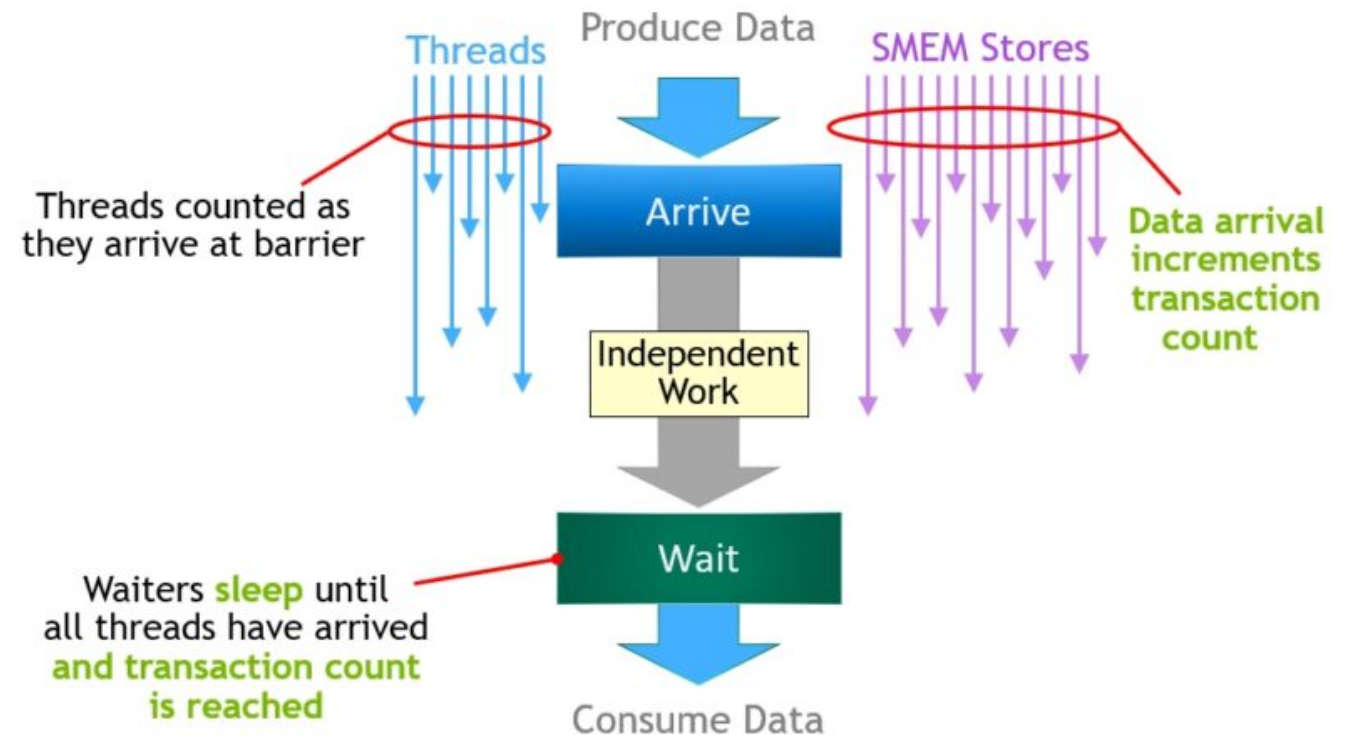 Produce Data
Threads
SMEM Stores
Threads counted as
they arrive at barrier
Arrive
Data arrival
increments
transaction
count
Independent
Work
Wait
Waiters sleep until
all threads have arrived
and transaction count
is reached
Consume Data